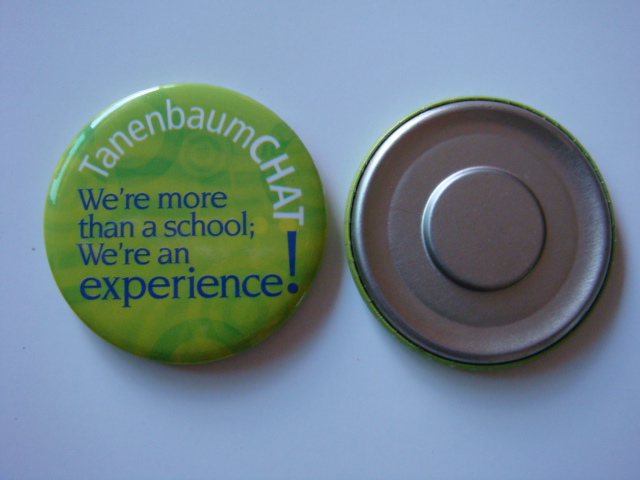 TanenbaumCHAT
We're more
than a school;
We're an
experience!